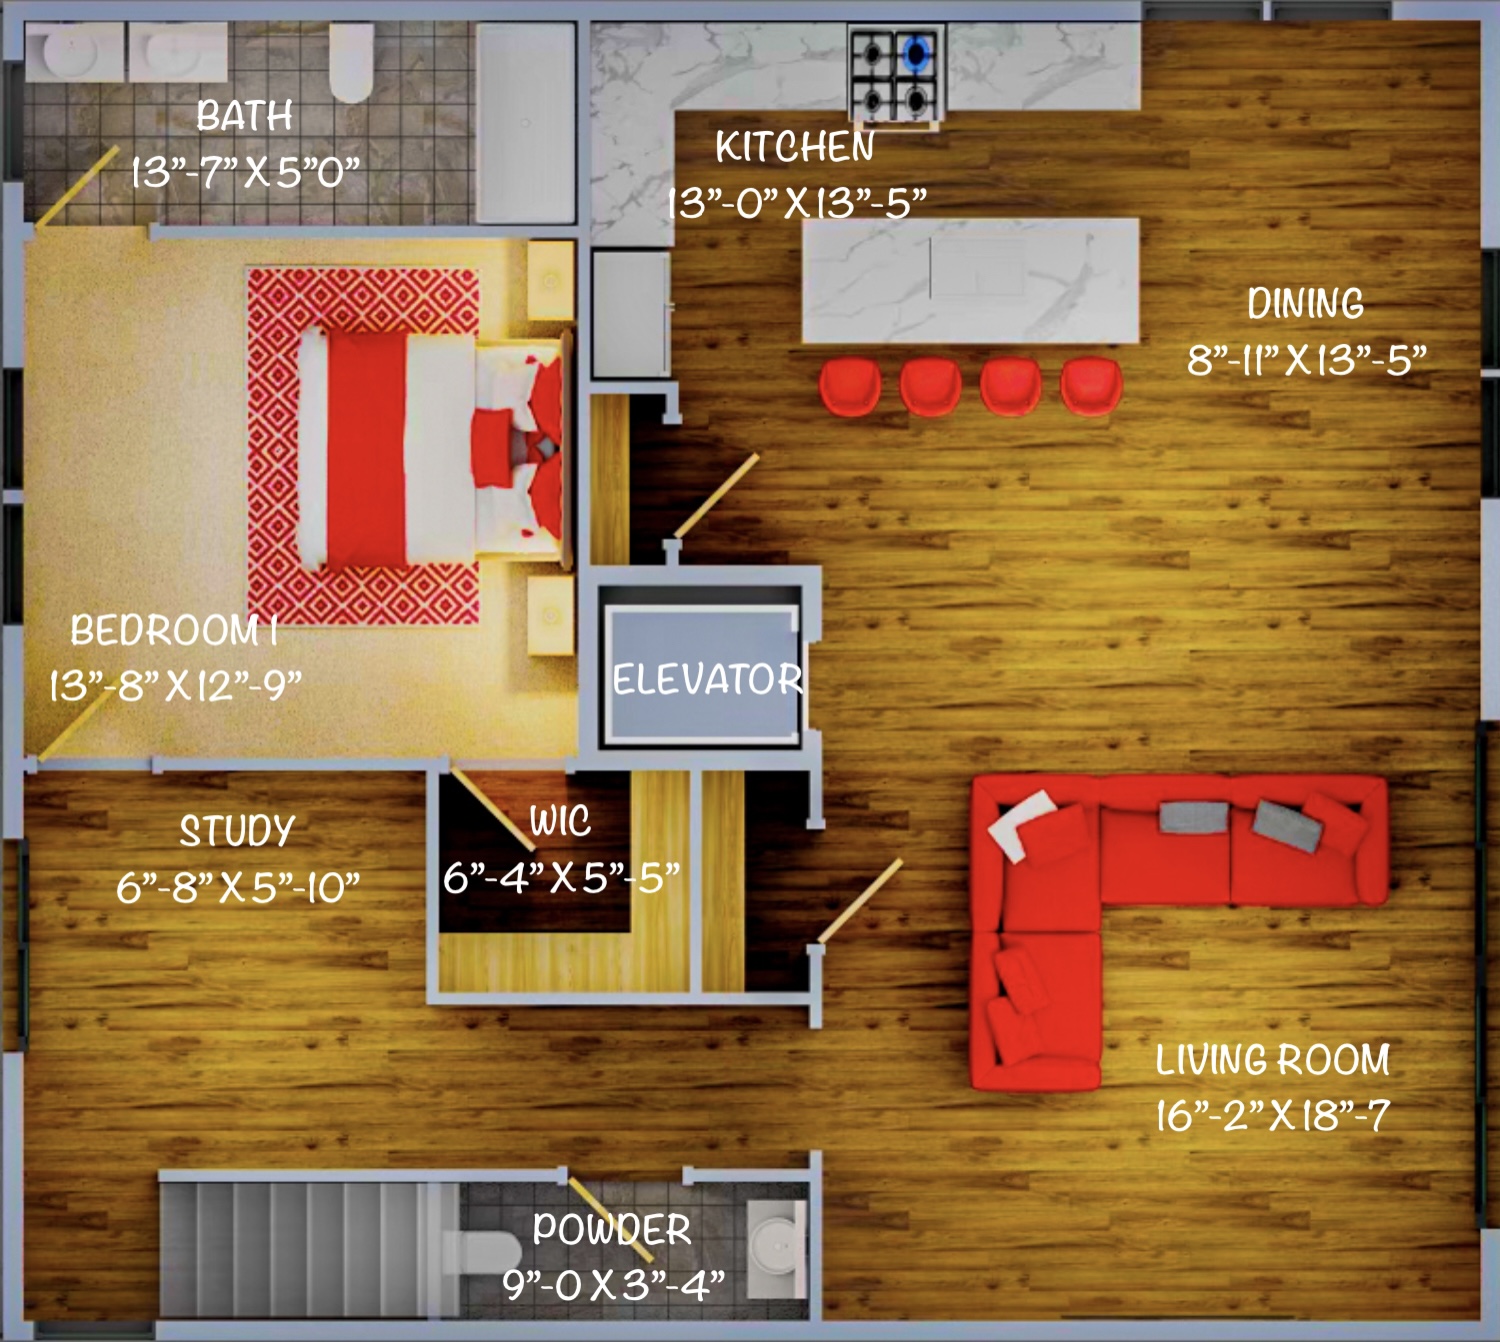 BATH
13”-7” X 5”0”
KITCHEN
13”-0” X 13”-5”
DINING
8”-11” X 13”-5”
BEDROOM 1
13”-8” X 12”-9”
ELEVATOR
STUDY
6”-8” X 5”-10”
WIC
6”-4” X 5”-5”
LIVING ROOM
16”-2” X 18”-7
POWDER
9”-0 X 3”-4”